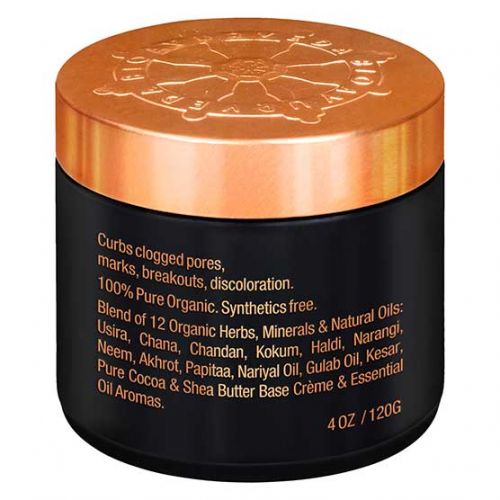 Curbs clogged pores,
marks, breakouts, discoloration.
100% Pure Organic. Synthetics free.
Blend of 12 Organic Herbs, Minerals & Natural Oils:
Usira, Chana, Chandan, Kokum, Haldi, Narangi,
Neem, Akhrot, Papitaa, Nariyal Oil, Gulab Oil, Kesar,
Pure Cocoa & Shea Butter Base Crème & Essential
Oil Aromas.
4 OZ / 120G